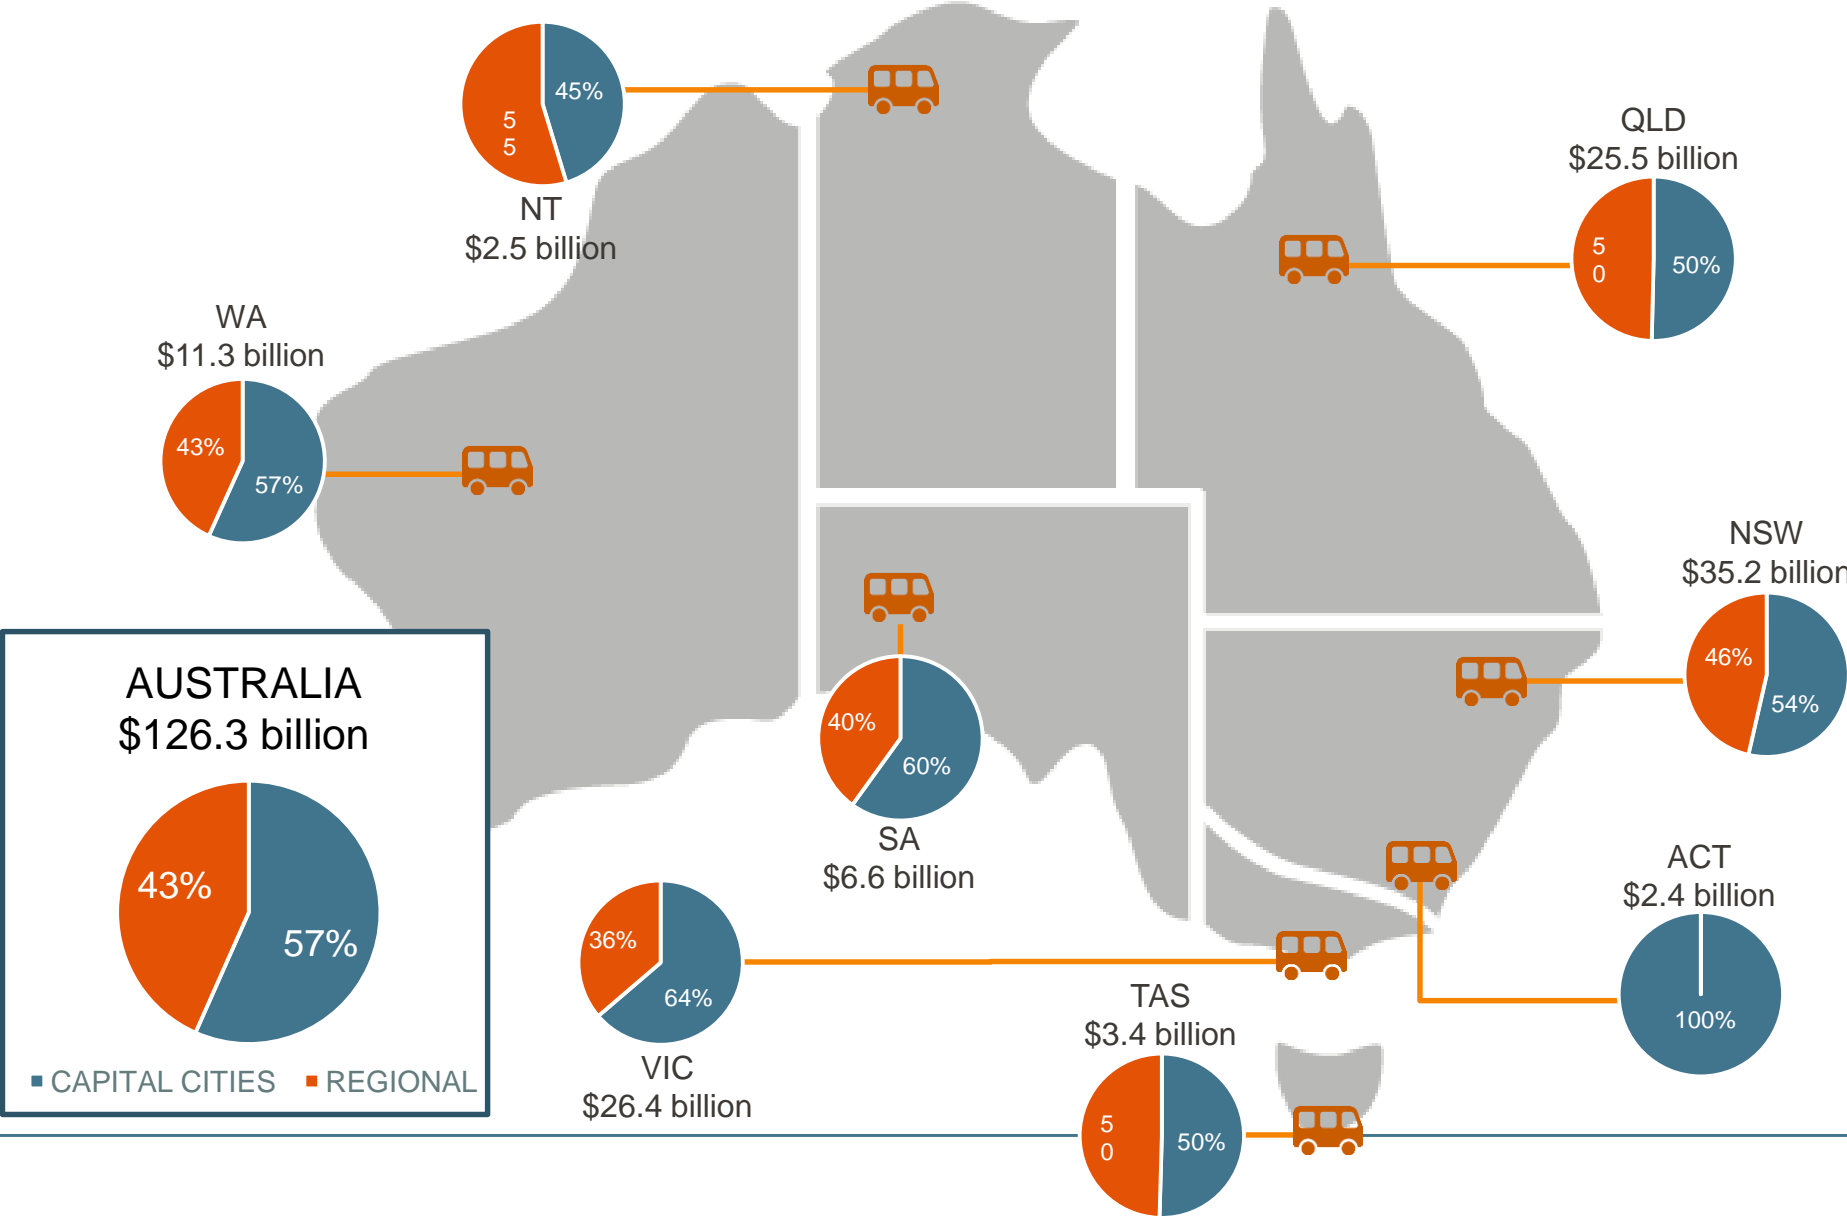 45%
5
5
NT
$2.5 billion
QLD
$25.5 billion
5
0
50%
WA
$11.3 billion
43%
57%
NSW
$35.2 billion
46%
54%
40%
60%
SA
$6.6 billion
AUSTRALIA
$126.3 billion
43%
57%
CAPITAL CITIES
REGIONAL
36%
64%
VIC
$26.4 billion
ACT
$2.4 billion
100%
TAS
$3.4 billion
5
0
50%